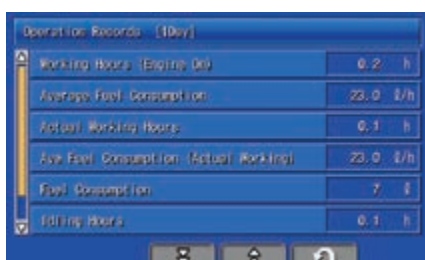 Operation Records [1Day]
Working Hours (Engine On) 0.2 h
Average Fuel Consumption 23.0 ℓ/h
Actual Working Hours 0.1 h
Ave Fuel Consumption (Actual Working) 23.0 ℓ/h
Fuel Consumption 7 ℓ
Idling Hours 0.1 h